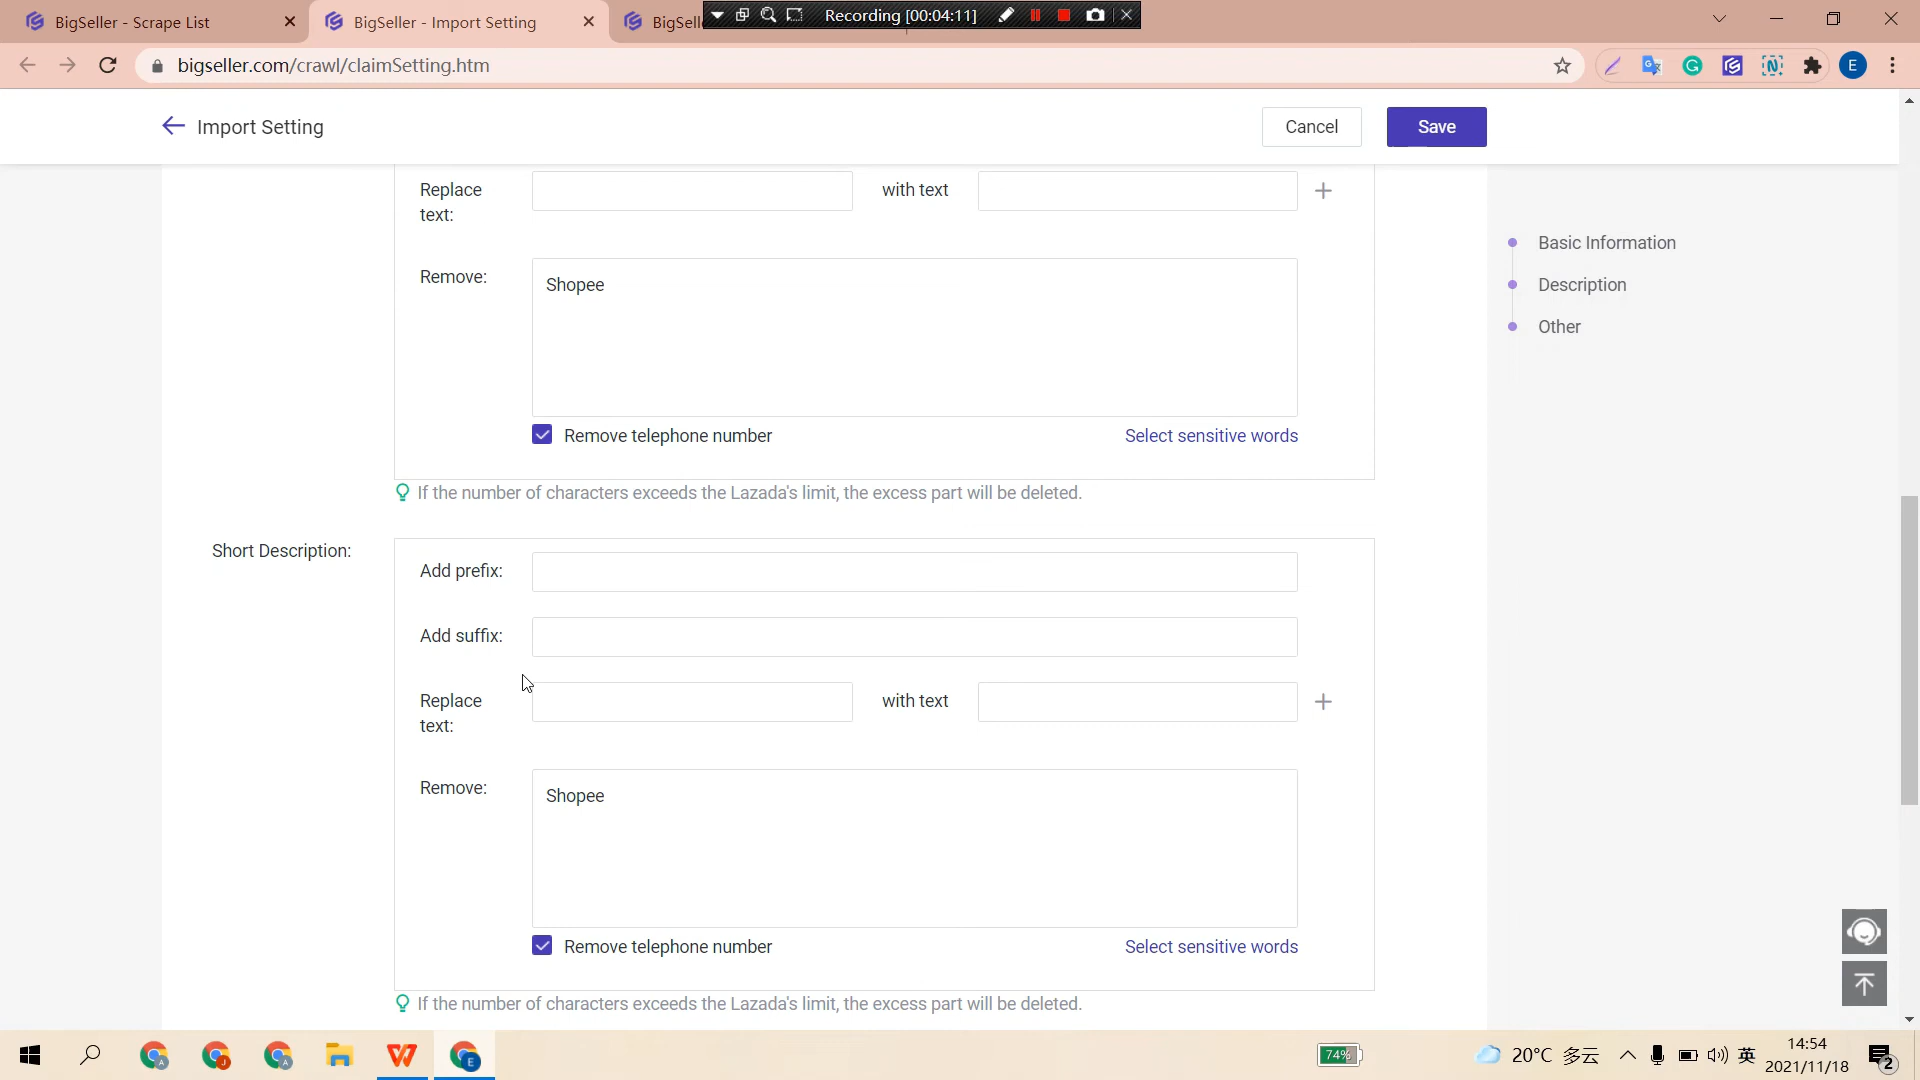 BigSeller - Scrape List
BigSeller - Import Setting
BigSell
Recording [00:04:11]
bigseller.com/crawl/claimSetting.htm
E
Import Setting
Cancel
Save
Replace text:
with text
Remove:
Shopee
Remove telephone number
Select sensitive words
If the number of characters exceeds the Lazada's limit, the excess part will be deleted.
Basic Information
Description
Other
Short Description:
Add prefix:
Add suffix:
Replace text:
with text
Remove:
Shopee
Remove telephone number
Select sensitive words
If the number of characters exceeds the Lazada's limit, the excess part will be deleted.
A
J
A
E
74%
20°C 多云
英
14:54
2021/11/18
2